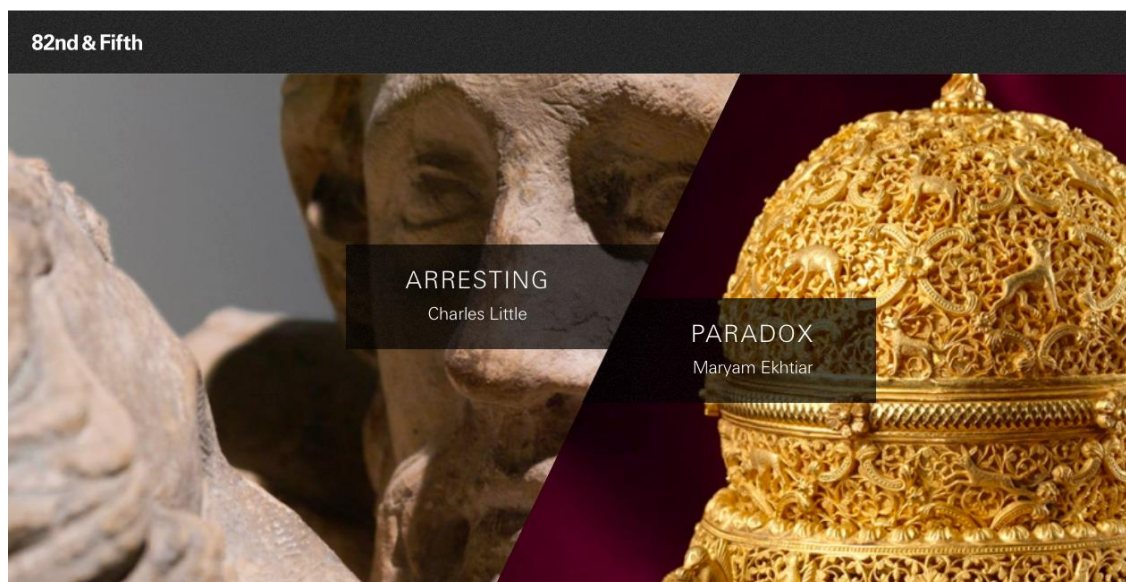 82nd & Fifth
ARRESTING
Charles Little
PARADOX
Maryam Ekhtiar